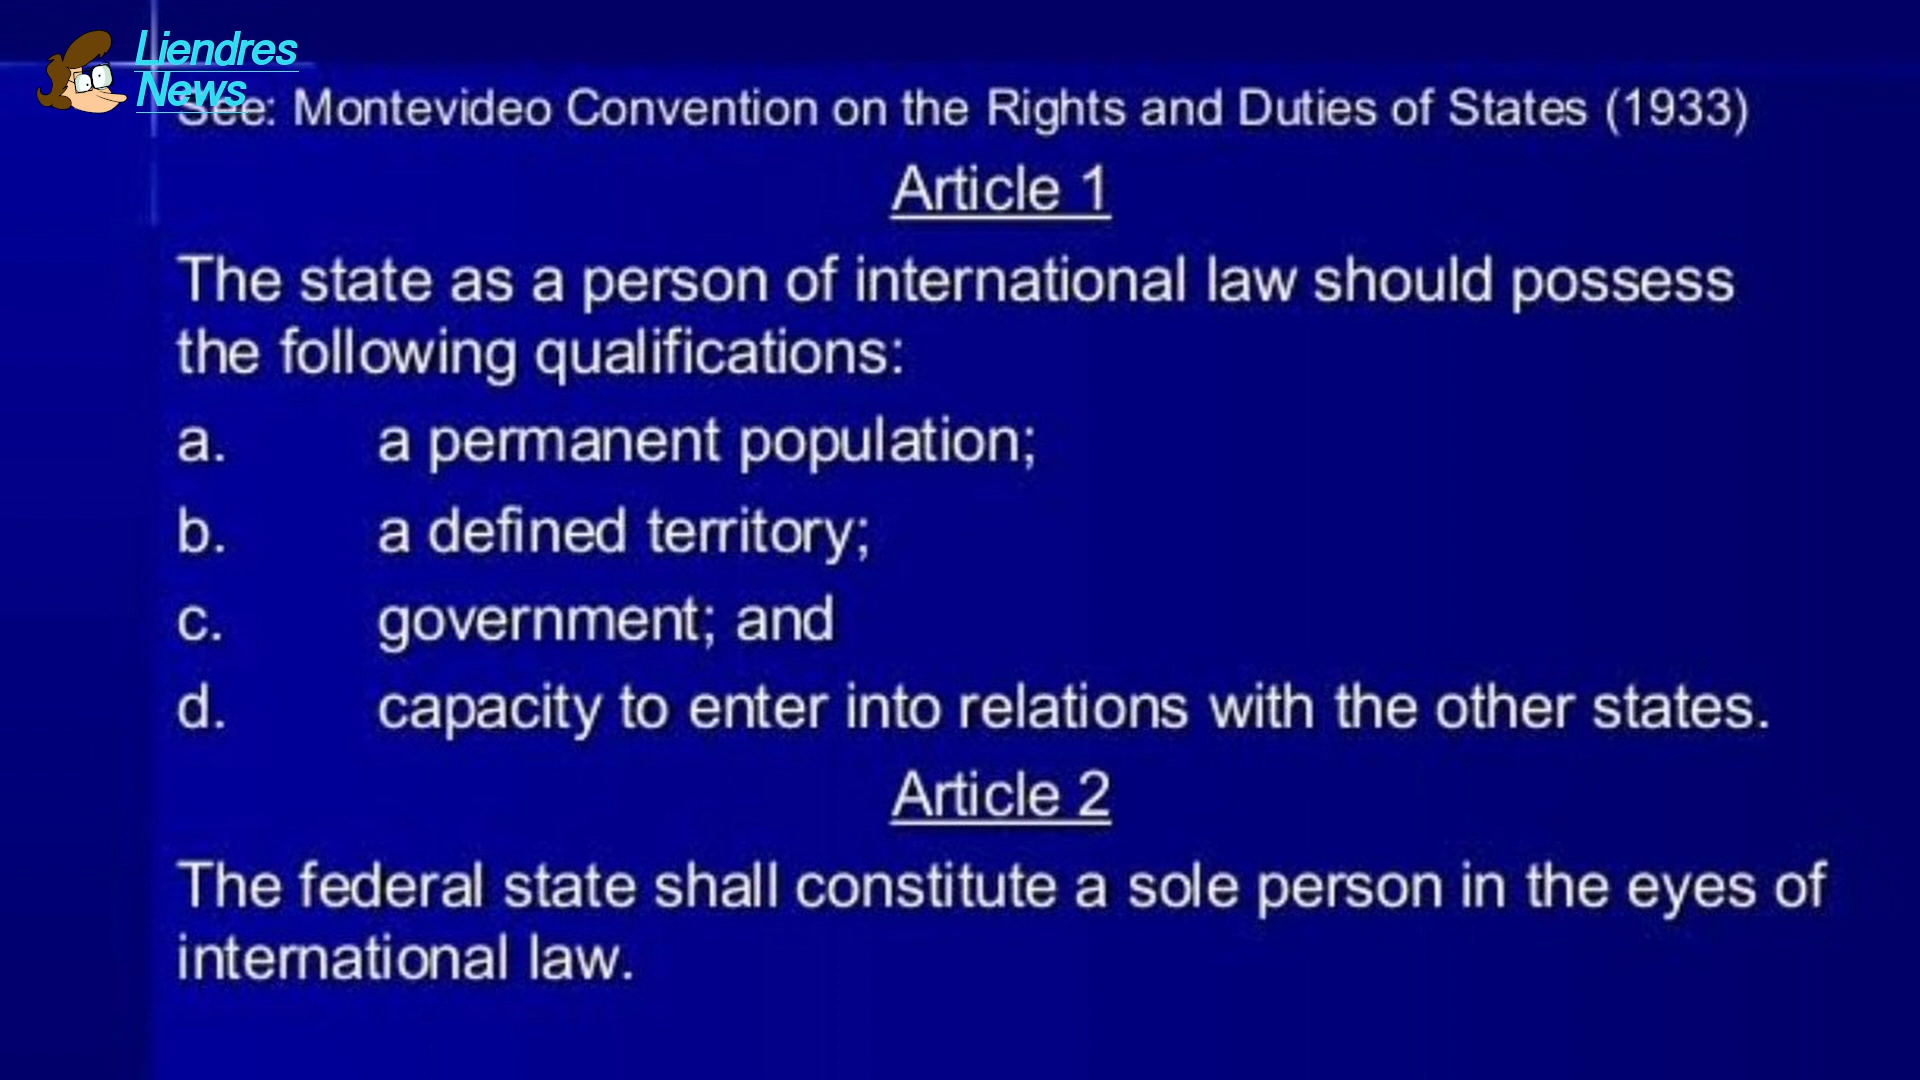 Liendres
News
See: Montevideo Convention on the Rights and Duties of States (1933)
Article 1
The state as a person of international law should possess
the following qualifications:
a. a permanent population;
b. a defined territory;
c. government; and
d. capacity to enter into relations with the other states.
Article 2
The federal state shall constitute a sole person in the eyes of
international law.